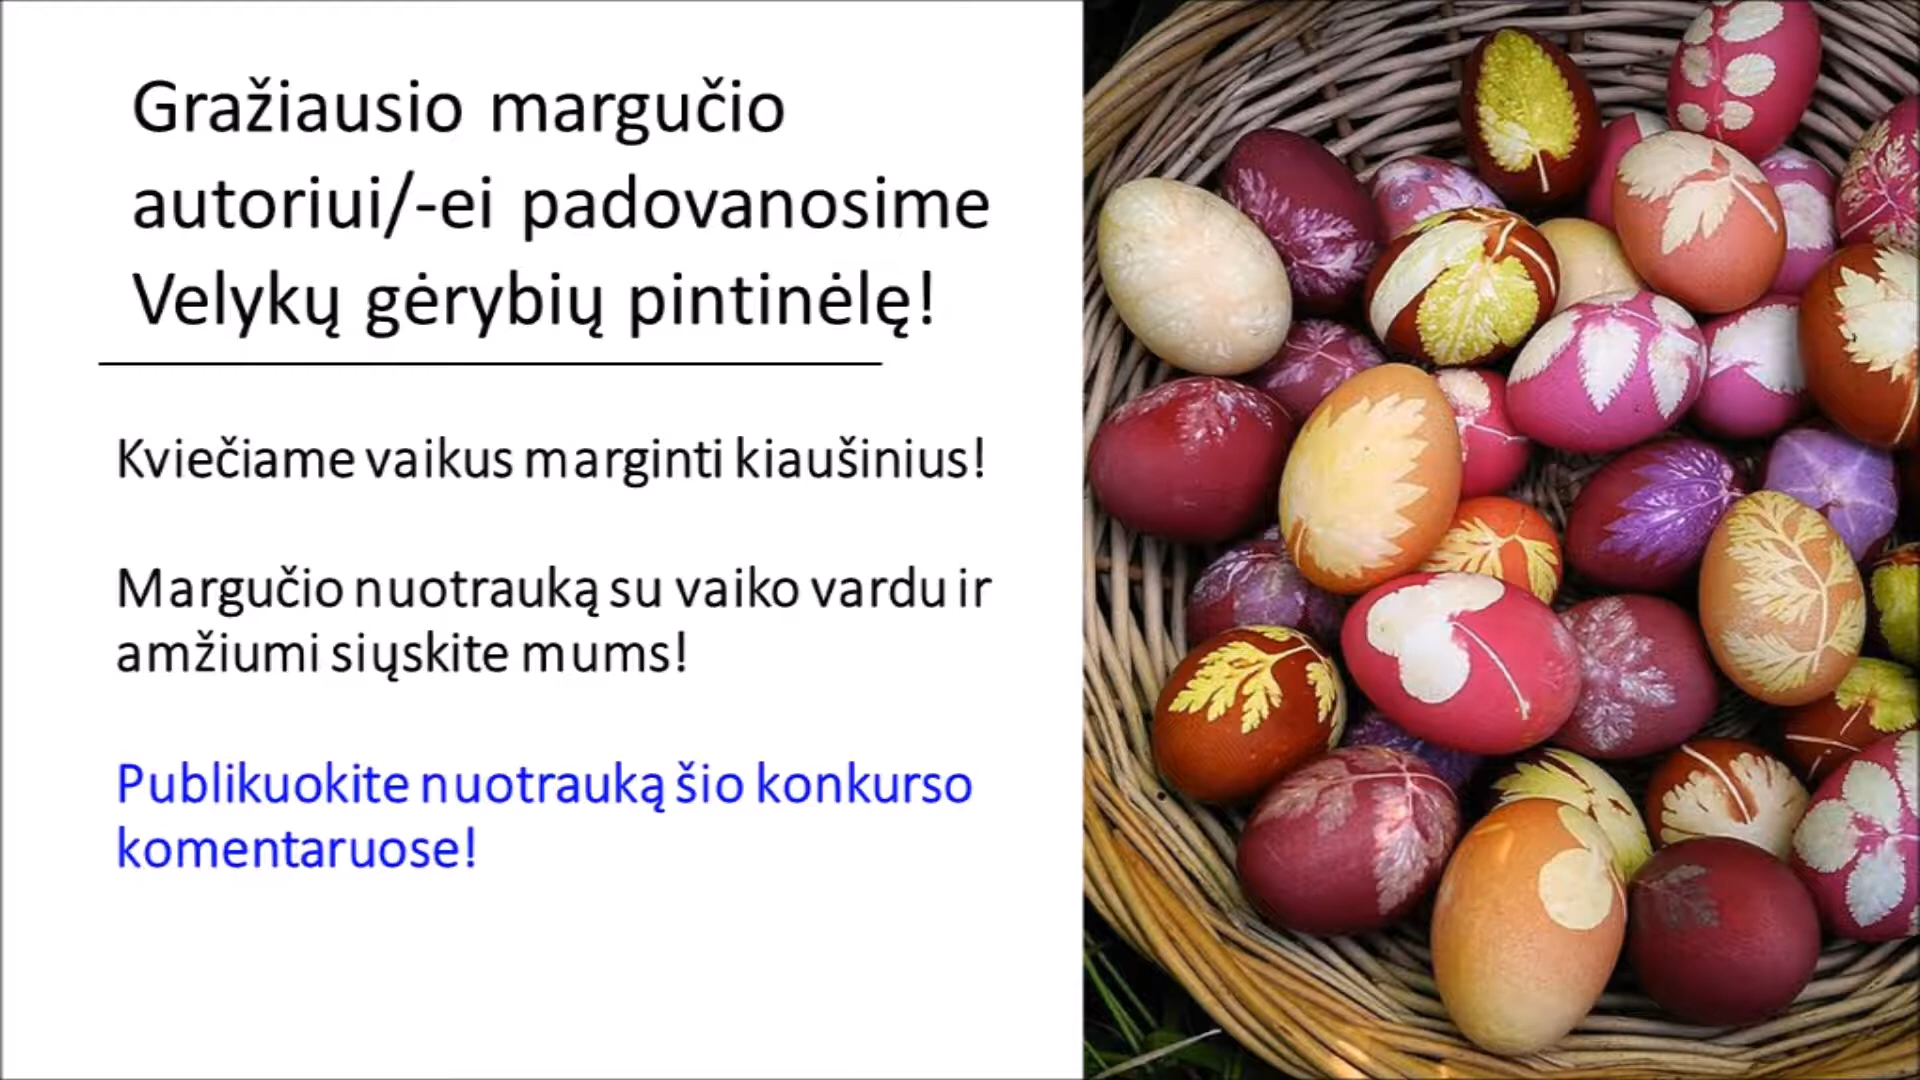 Gražiausio margučio
autoriui/-ei padovanosime
Velykų gėrybių pintinėlę!
Kviečiame vaikus marginti kiaušinius!
Margučio nuotrauką su vaiko vardu ir
amžiumi siųskite mums!
Publikuokite nuotrauką šio konkurso
komentaruose!